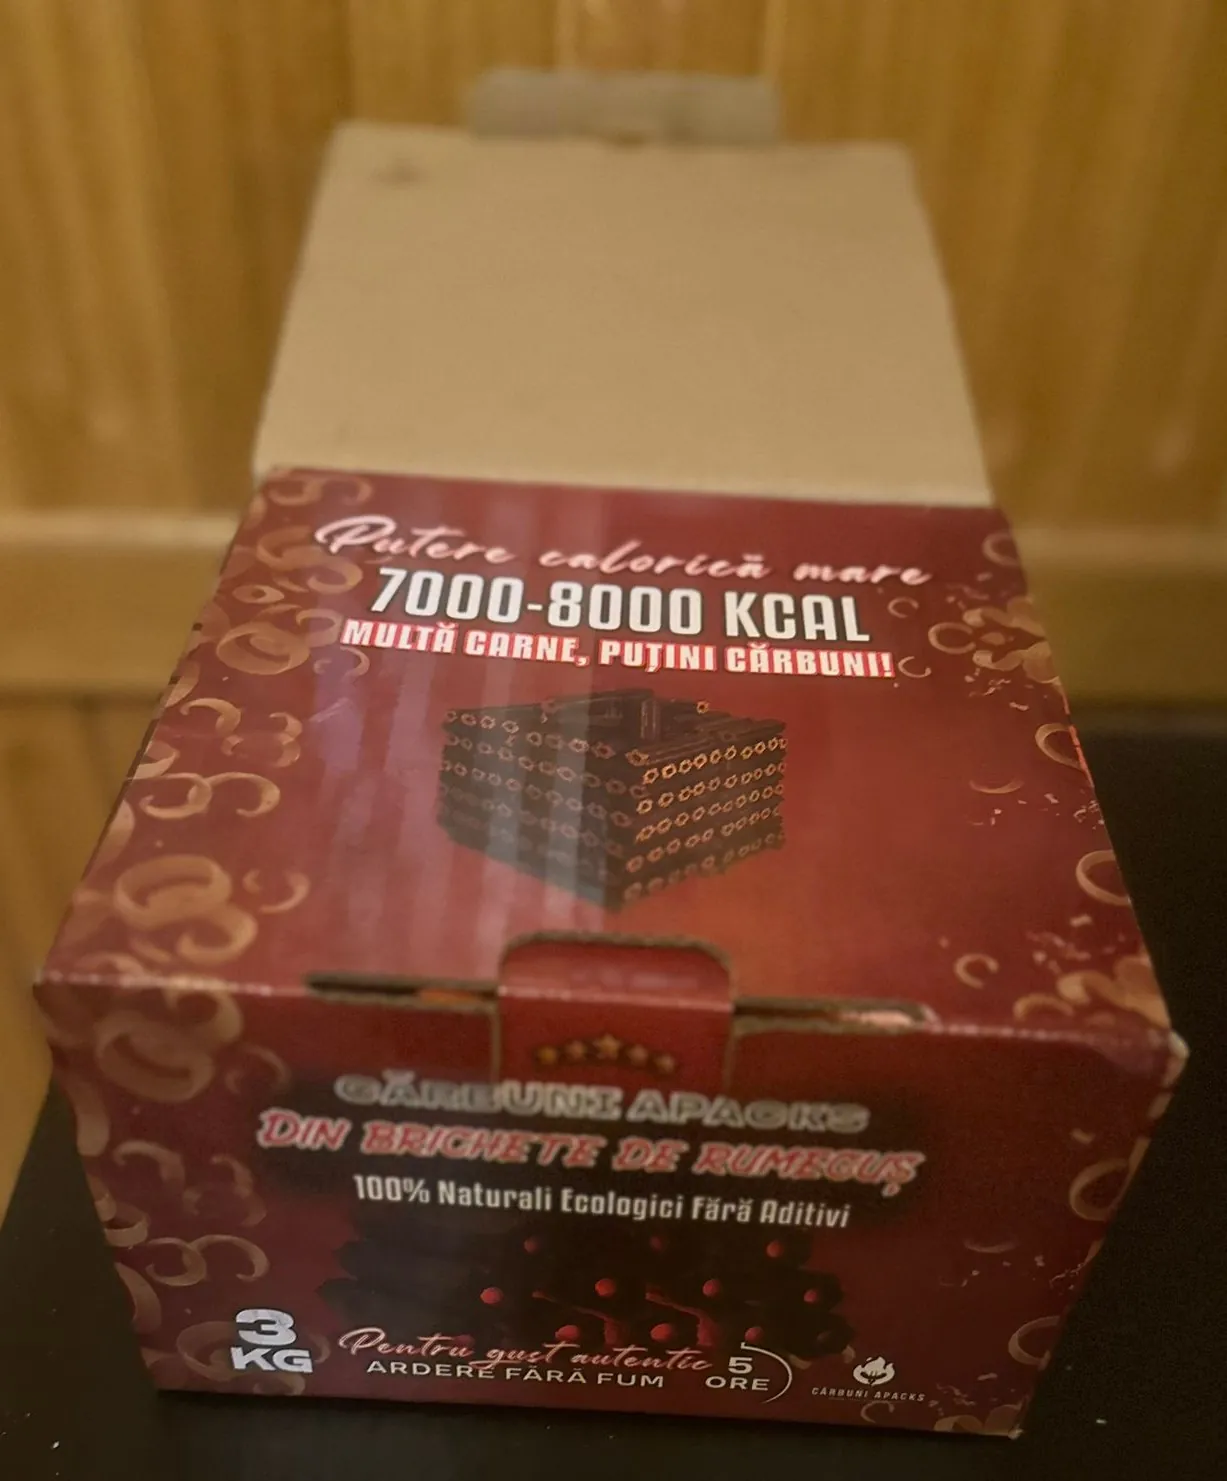 Putere calorică mare
7000-8000 KCAL
MULTĂ CARNE, PUȚINI CĂRBUNI!
CĂRBUNI APACKS
DIN BRICHETE DE RUMEGUȘ
100% Naturali Ecologici Fără Aditivi
3
KG
Pentru gust autentic
ARDERE FĂRĂ FUM
5
ORE
CĂRBUNI APACKS